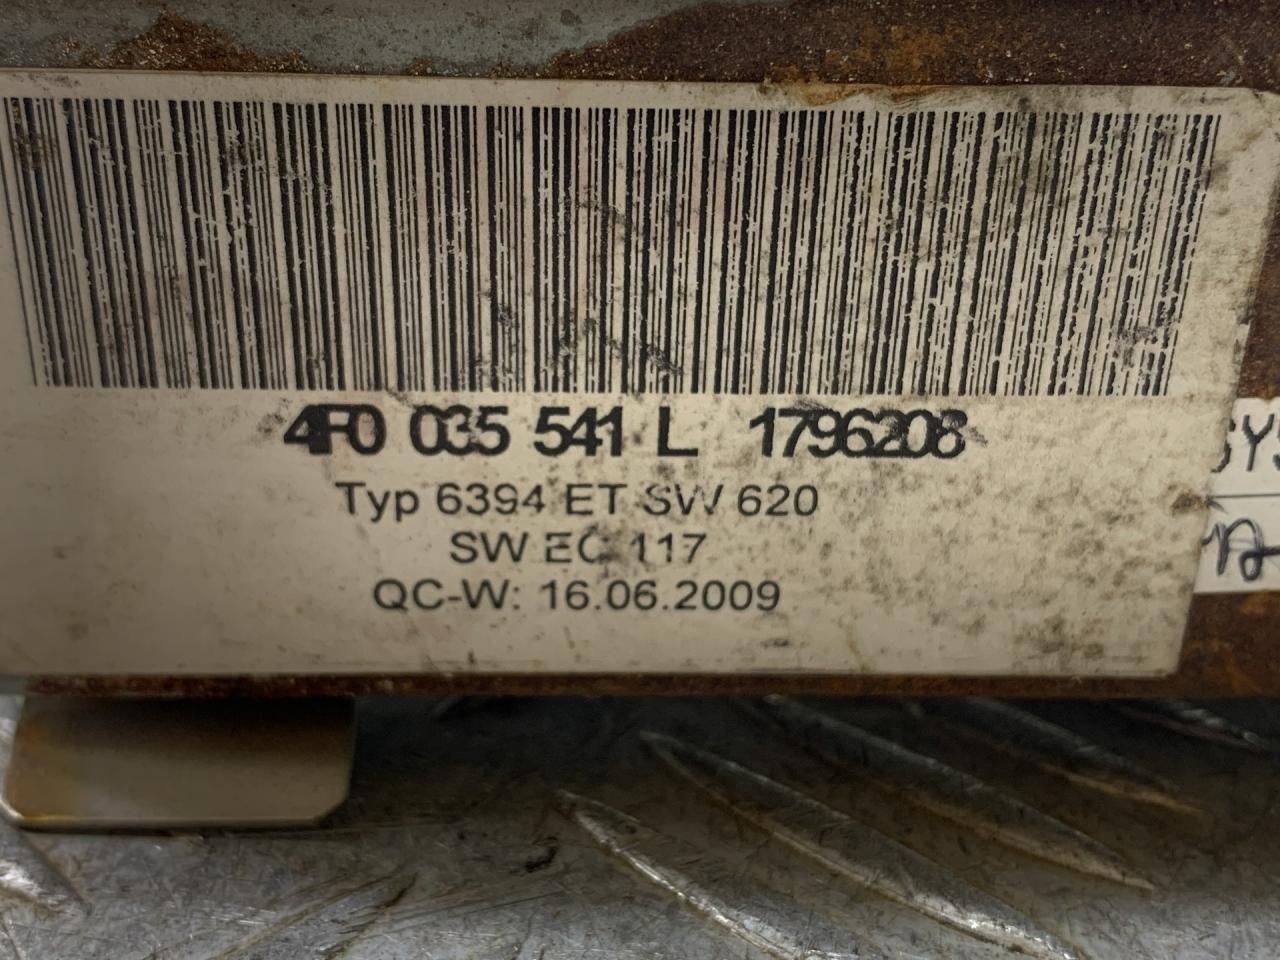 4F0 035 541 L 1796208
Typ 6394 ET SW 620
SW EC 117
QC-W: 16.06.2009